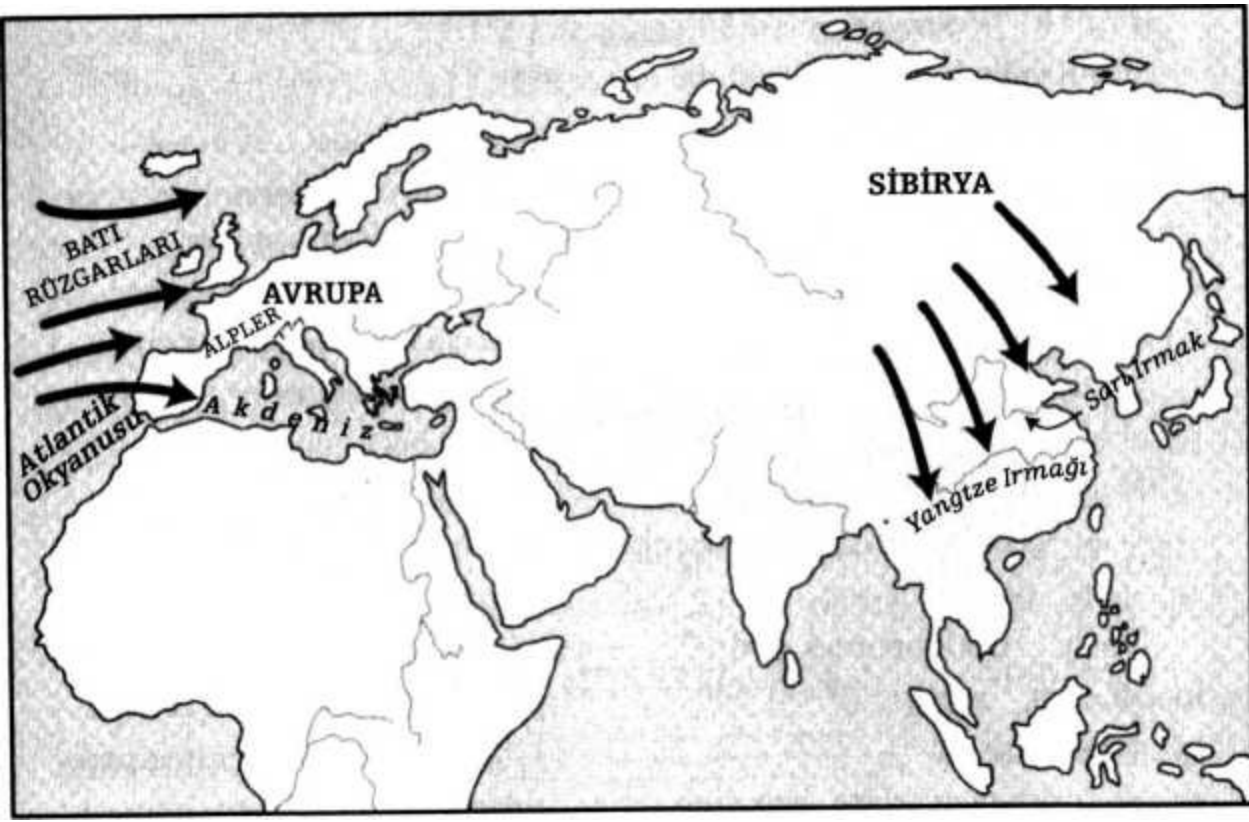 SİBİRYA
BATI
RÜZGARLARI
AVRUPA
ALPLER
Akdeniz
Atlantik
Okyanusu
Sarı Irmak
Yangtze Irmağı